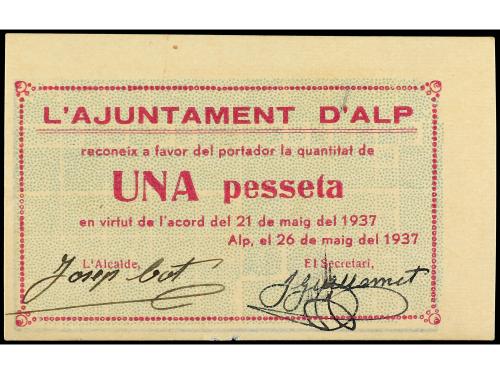 L'AJUNTAMENT D'ALP
reconeix a favor del portador la quantitat de
UNA pesseta
en virtut de l'acord del 21 de maig del 1937
Alp, el 26 de maig del 1937
L'Alcalde,
El Secretari,
Josep